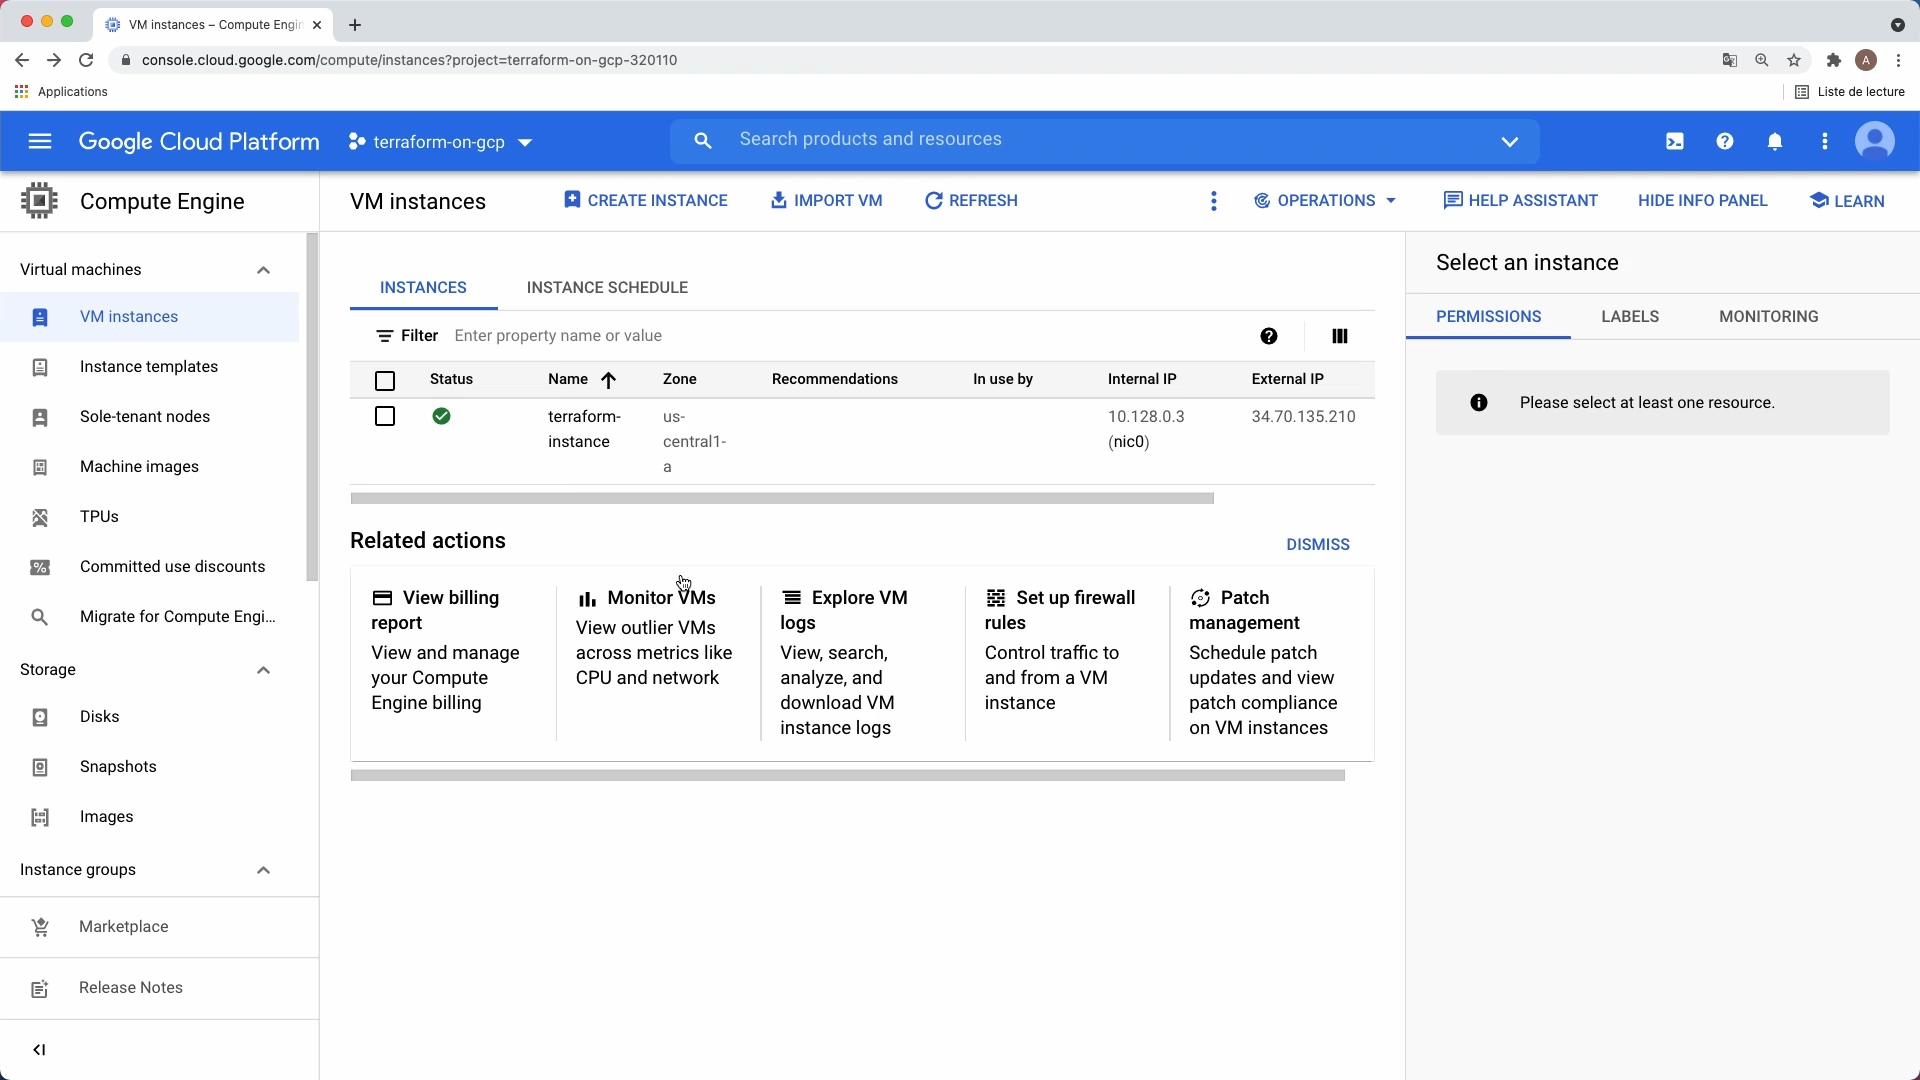 VM instances – Compute Engin
console.cloud.google.com/compute/instances?project=terraform-on-gcp-320110
A
Applications
Liste de lecture
Google Cloud Platform
terraform-on-gcp
Search products and resources
Compute Engine
VM instances
CREATE INSTANCE
IMPORT VM
REFRESH
OPERATIONS
HELP ASSISTANT
HIDE INFO PANEL
LEARN
Virtual machines
VM instances
Instance templates
Sole-tenant nodes
Machine images
TPUs
Committed use discounts
Migrate for Compute Engi...
Storage
Disks
Snapshots
Images
Instance groups
Marketplace
Release Notes
INSTANCES
INSTANCE SCHEDULE
Filter
Enter property name or value
Status
Name
Zone
Recommendations
In use by
Internal IP
External IP
terraform-
instance
us-
central1-
a
10.128.0.3
(nic0)
34.70.135.210
Related actions
DISMISS
View billing
report
View and manage
your Compute
Engine billing
Monitor VMs
View outlier VMs
across metrics like
CPU and network
Explore VM
logs
View, search,
analyze, and
download VM
instance logs
Set up firewall
rules
Control traffic to
and from a VM
instance
Patch
management
Schedule patch
updates and view
patch compliance
on VM instances
Select an instance
PERMISSIONS
LABELS
MONITORING
Please select at least one resource.